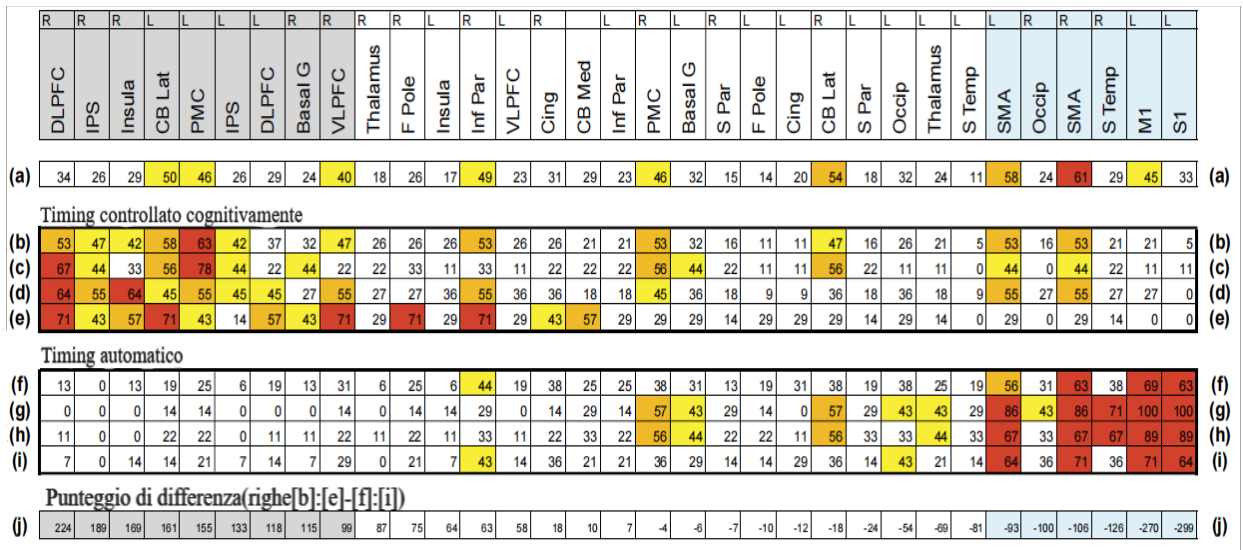 R R R L L L L R R R R L R L R L R L R L L R L L L L L R R R L L
DLPFC IPS Insula CB Lat PMC IPS DLPFC Basal G VLPFC Thalamus F Pole Insula Inf Par VLPFC Cing CB Med Inf Par PMC Basal G S Par F Pole Cing CB Lat S Par Occip Thalamus S Temp SMA Occip SMA S Temp M1 S1
(a) 34 26 29 50 46 26 29 24 40 18 26 17 49 23 31 29 23 46 32 15 14 20 54 18 32 24 11 58 24 61 29 45 33 (a)
Timing controllato cognitivamente
(b) 53 47 42 58 63 42 37 32 47 26 26 26 53 26 26 21 21 53 32 16 11 11 47 16 26 21 5 53 16 53 21 21 5 (b)
(c) 67 44 33 56 78 44 22 44 22 22 33 11 33 11 22 22 22 56 44 22 11 11 56 22 11 11 0 44 0 44 22 11 11 (c)
(d) 64 55 64 45 55 45 45 27 55 27 27 36 55 36 36 18 18 45 36 18 9 9 36 18 36 18 9 55 27 55 27 27 0 (d)
(e) 71 43 57 71 43 14 57 43 71 29 71 29 71 29 43 57 29 29 29 14 29 29 29 14 29 14 0 29 0 29 14 0 0 (e)
Timing automatico
(f) 13 0 13 19 25 6 19 13 31 6 25 6 44 19 38 25 25 38 31 13 19 31 38 19 38 25 19 56 31 63 38 69 63 (f)
(g) 0 0 0 14 14 0 0 0 14 0 14 14 29 0 14 29 14 57 43 29 14 0 57 29 43 43 29 86 43 86 71 100 100 (g)
(h) 11 0 0 22 22 0 11 11 22 11 22 11 33 11 22 33 22 56 44 22 22 11 56 33 33 44 33 67 33 67 67 89 89 (h)
(i) 7 0 14 14 21 7 14 7 29 0 21 7 43 14 36 21 21 36 29 14 14 29 36 14 43 21 14 64 36 71 36 71 64 (i)
Punteggio di differenza(righe[b]:[e]-[f]:[i])
(j) 224 189 169 161 155 133 118 115 99 87 75 64 63 58 18 10 7 -4 -6 -7 -10 -12 -18 -24 -54 -69 -81 -93 -100 -106 -126 -270 -299 (j)